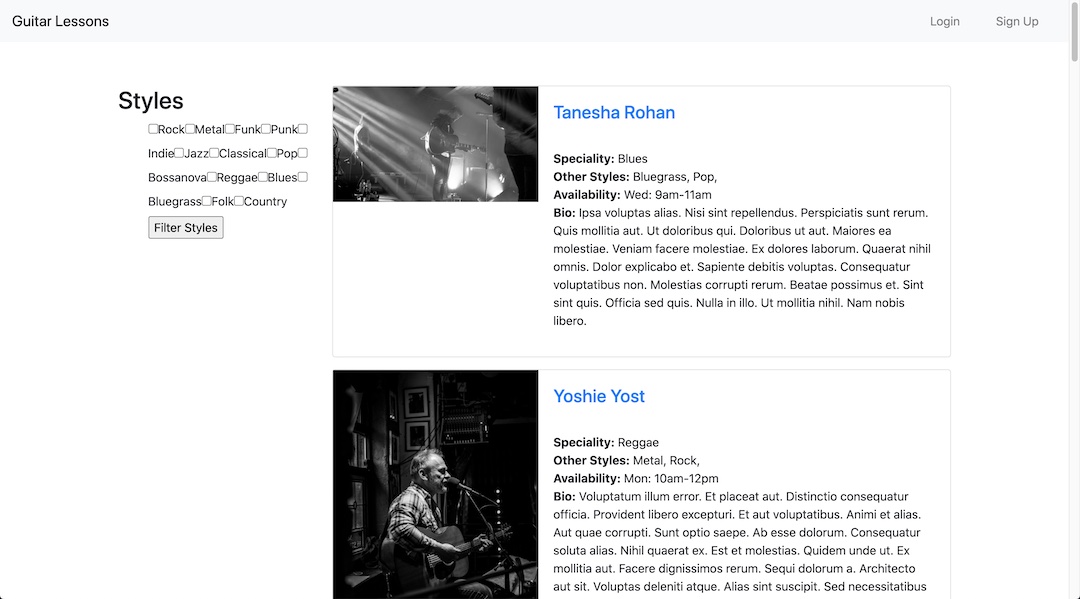 Guitar Lessons
Login
Sign Up
Styles
Rock Metal Funk Punk
Indie Jazz Classical Pop
Bossanova Reggae Blues
Bluegrass Folk Country
Filter Styles
Tanesha Rohan
Speciality: Blues
Other Styles: Bluegrass, Pop,
Availability: Wed: 9am-11am
Bio: Ipsa voluptas alias. Nisi sint repellendus. Perspiciatis sunt rerum.
Quis mollitia aut. Ut doloribus qui. Doloribus ut aut. Maiores ea
molestiae. Veniam facere molestiae. Ex dolores laborum. Quaerat nihil
omnis. Dolor explicabo et. Sapiente debitis voluptas. Consequatur
voluptatibus non. Molestias corrupti rerum. Beatae possimus et. Sint
sint quis. Officia sed quis. Nulla in illo. Ut mollitia nihil. Nam nobis
libero.
Yoshie Yost
Speciality: Reggae
Other Styles: Metal, Rock,
Availability: Mon: 10am-12pm
Bio: Voluptatum illum error. Et placeat aut. Distinctio consequatur
officia. Provident libero excepturi. Et aut voluptatibus. Animi et alias.
Aut quae corrupti. Sunt optio saepe. Ab esse dolorum. Consequatur
soluta alias. Nihil quaerat ex. Est et molestias. Quidem unde ut. Ex
mollitia aut. Facere dignissimos rerum. Sequi dolorum a. Architecto
aut sit. Voluptas deleniti atque. Alias sint suscipit. Sed necessitatibus